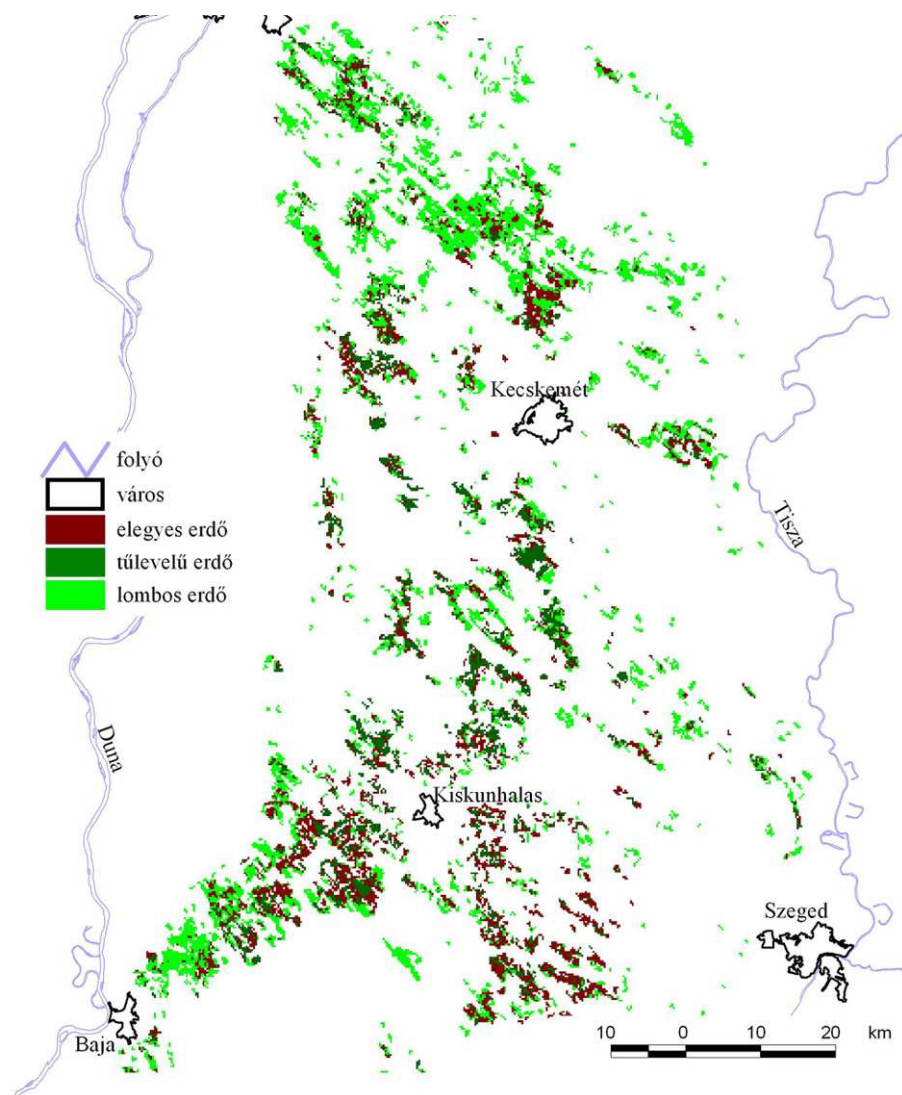 Kecskemét
folyó
város
elegyes erdő
tűlevelű erdő
lombos erdő
Tisza
Duna
Kiskunhalas
Szeged
Baja
10 0 10 20 km